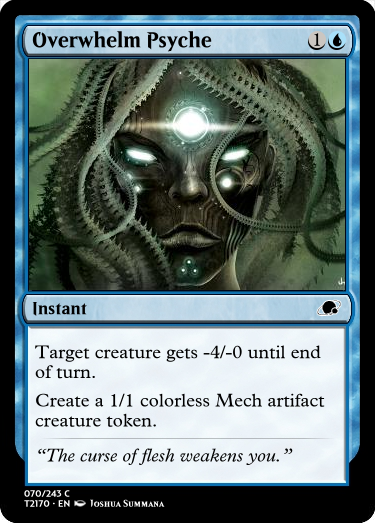 Overwhelm Psyche 1
Instant
Target creature gets -4/-0 until end
of turn.
Create a 1/1 colorless Mech artifact
creature token.
“The curse of flesh weakens you.”
070/243 C
T2170 • EN Joshua Summana